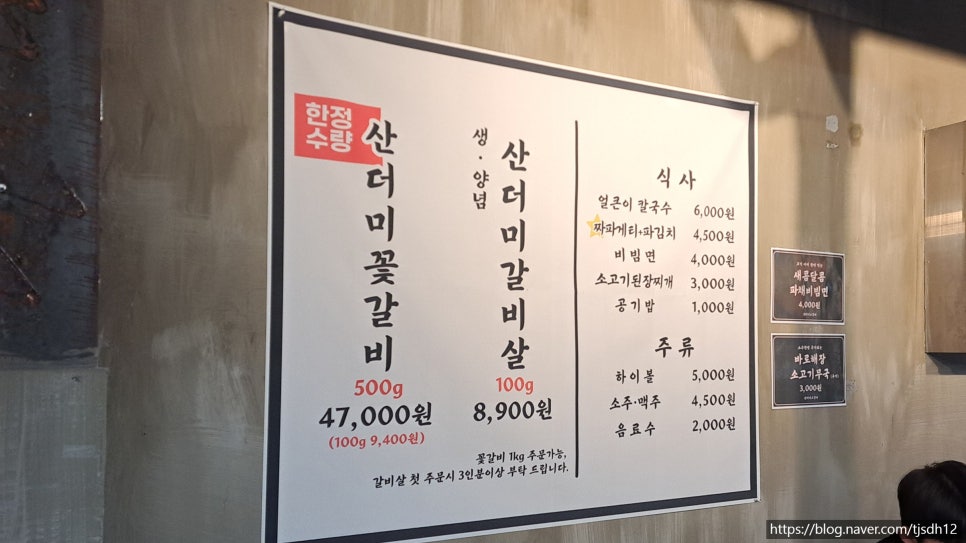 한정
수량
산더미꽃갈비
500g
47,000원
(100g 9,400원)
생·양념
산더미갈비살
100g
8,900원
꽃갈비 1kg 주문가능,
갈비살 첫 주문시 3인분이상 부탁 드립니다.
식사
얼큰이 칼국수 6,000원
짜파게티+파김치 4,500원
비빔면 4,000원
소고기된장찌개 3,000원
공기밥 1,000원
주류
하이볼 5,000원
소주·맥주 4,500원
음료수 2,000원
새콤달콤
파채비빔면
4,000원
바로해장
소고기무국
3,000원
https://blog.naver.com/tjsdh12